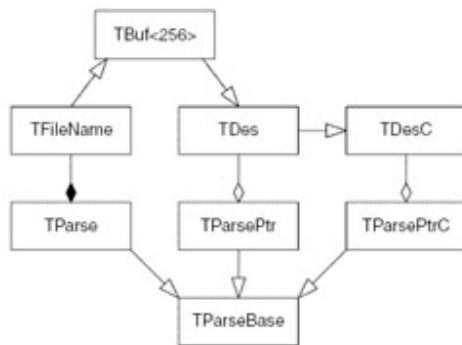 TBuf<256>
TFileName
TDes
TDesC
TParse
TParsePtr
TParsePtrC
TParseBase